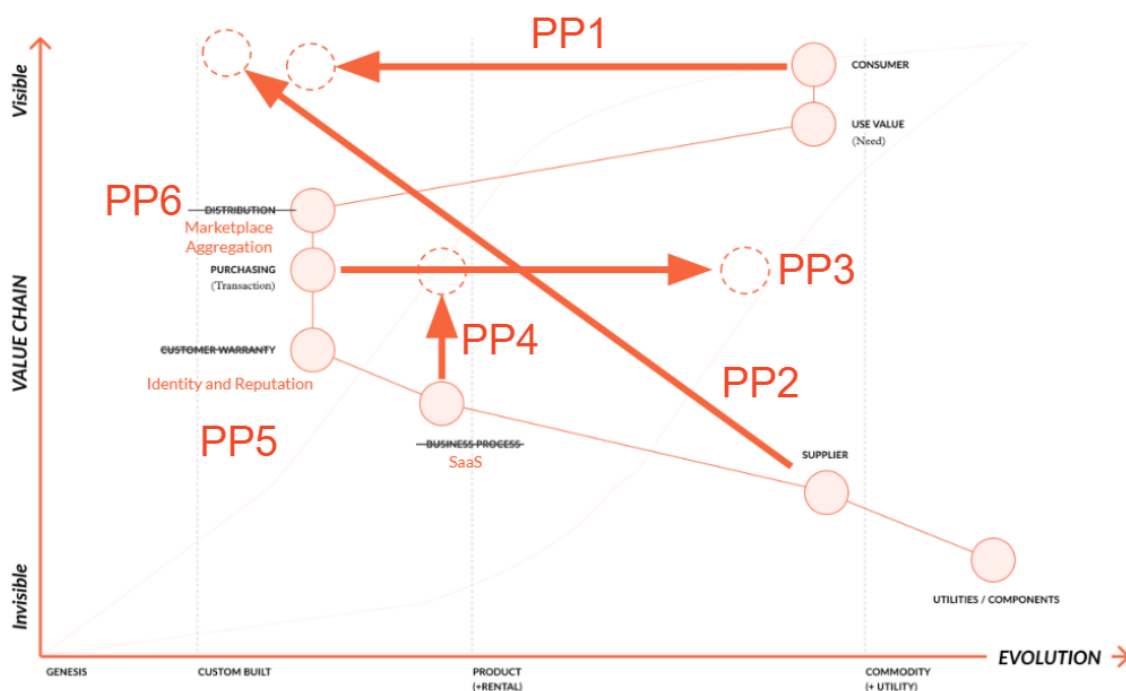 PP1
Visible
CONSUMER
USE VALUE
(Need)
PP6
DISTRIBUTION
Marketplace
Aggregation
PURCHASING
(Transaction)
PP3
VALUE CHAIN
PP4
CUSTOMER WARRANTY
Identity and Reputation
PP2
PP5
BUSINESS PROCESS
SaaS
SUPPLIER
Invisible
UTILITIES / COMPONENTS
EVOLUTION
GENESIS
CUSTOM BUILT
PRODUCT
(+RENTAL)
COMMODITY
(+ UTILITY)